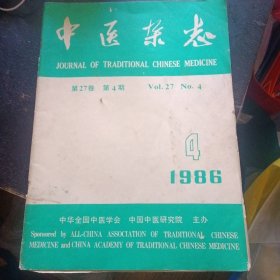 中医杂志
JOURNAL OF TRADITIONAL CHINESE MEDICINE
第27卷 第4期 Vol. 27 No. 4
4
1986
中华全国中医学会 中国中医研究院 主办
Sponsored by ALL-CHINA ASSOCIATION OF TRADITIONAL CHINESE
MEDICINE and CHINA ACADEMY OF TRADITIONAL CHINESE MEDICINE